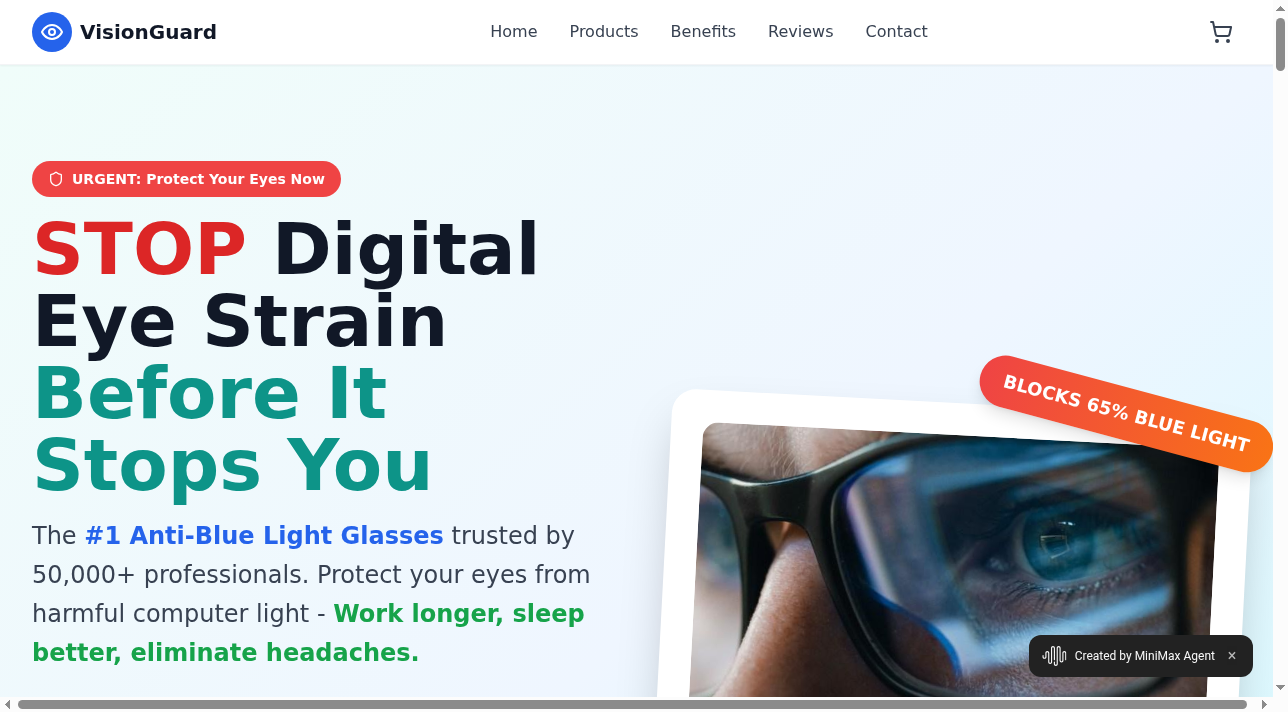 VisionGuard
Home
Products
Benefits
Reviews
Contact
URGENT: Protect Your Eyes Now
STOP Digital
Eye Strain
Before It
Stops You
The #1 Anti-Blue Light Glasses trusted by
50,000+ professionals. Protect your eyes from
harmful computer light - Work longer, sleep
better, eliminate headaches.
BLOCKS 65% BLUE LIGHT
Created by MiniMax Agent ×